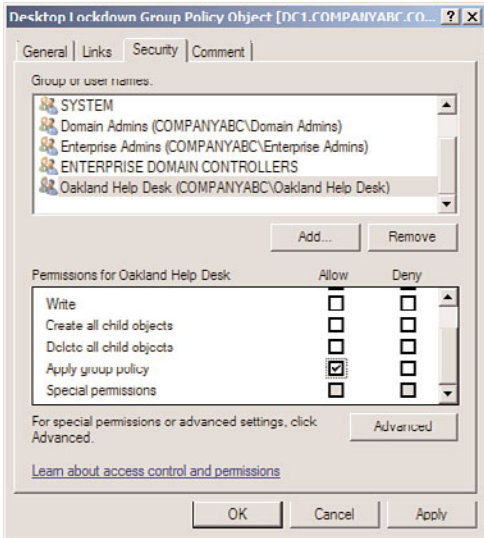 Desktop Lockdown Group Policy Object [DC1.COMPANYABC.CO...
General Links Security Comment
Group or user names:
SYSTEM
Domain Admins (COMPANYABC\Domain Admins)
Enterprise Admins (COMPANYABC\Enterprise Admins)
ENTERPRISE DOMAIN CONTROLLERS
Oakland Help Desk (COMPANYABC\Oakland Help Desk)
Add... Remove
Permissions for Oakland Help Desk Allow Deny
Write
Create all child objects
Delete all child objects
Apply group policy
Special permissions
For special permissions or advanced settings, click
Advanced.
Advanced
Learn about access control and permissions
OK Cancel Apply